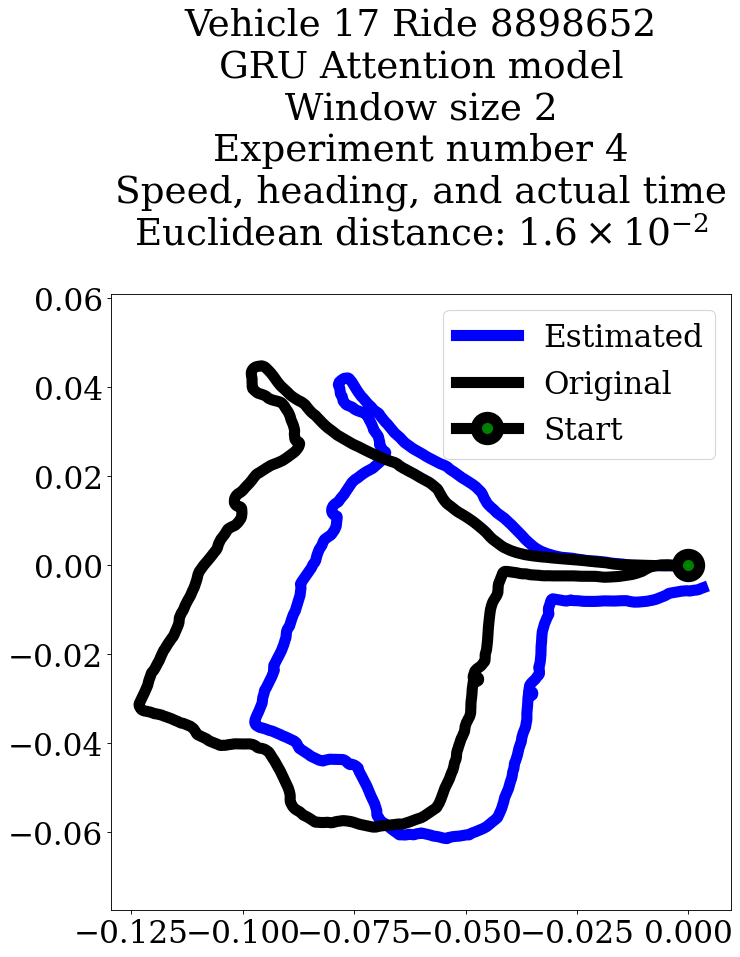 Vehicle 17 Ride 8898652
GRU Attention model
Window size 2
Experiment number 4
Speed, heading, and actual time
Euclidean distance: 1.6 × 10⁻²
0.06
0.04
0.02
0.00
−0.02
−0.04
−0.06
Estimated
Original
Start
−0.125 −0.100 −0.075 −0.050 −0.025 0.000